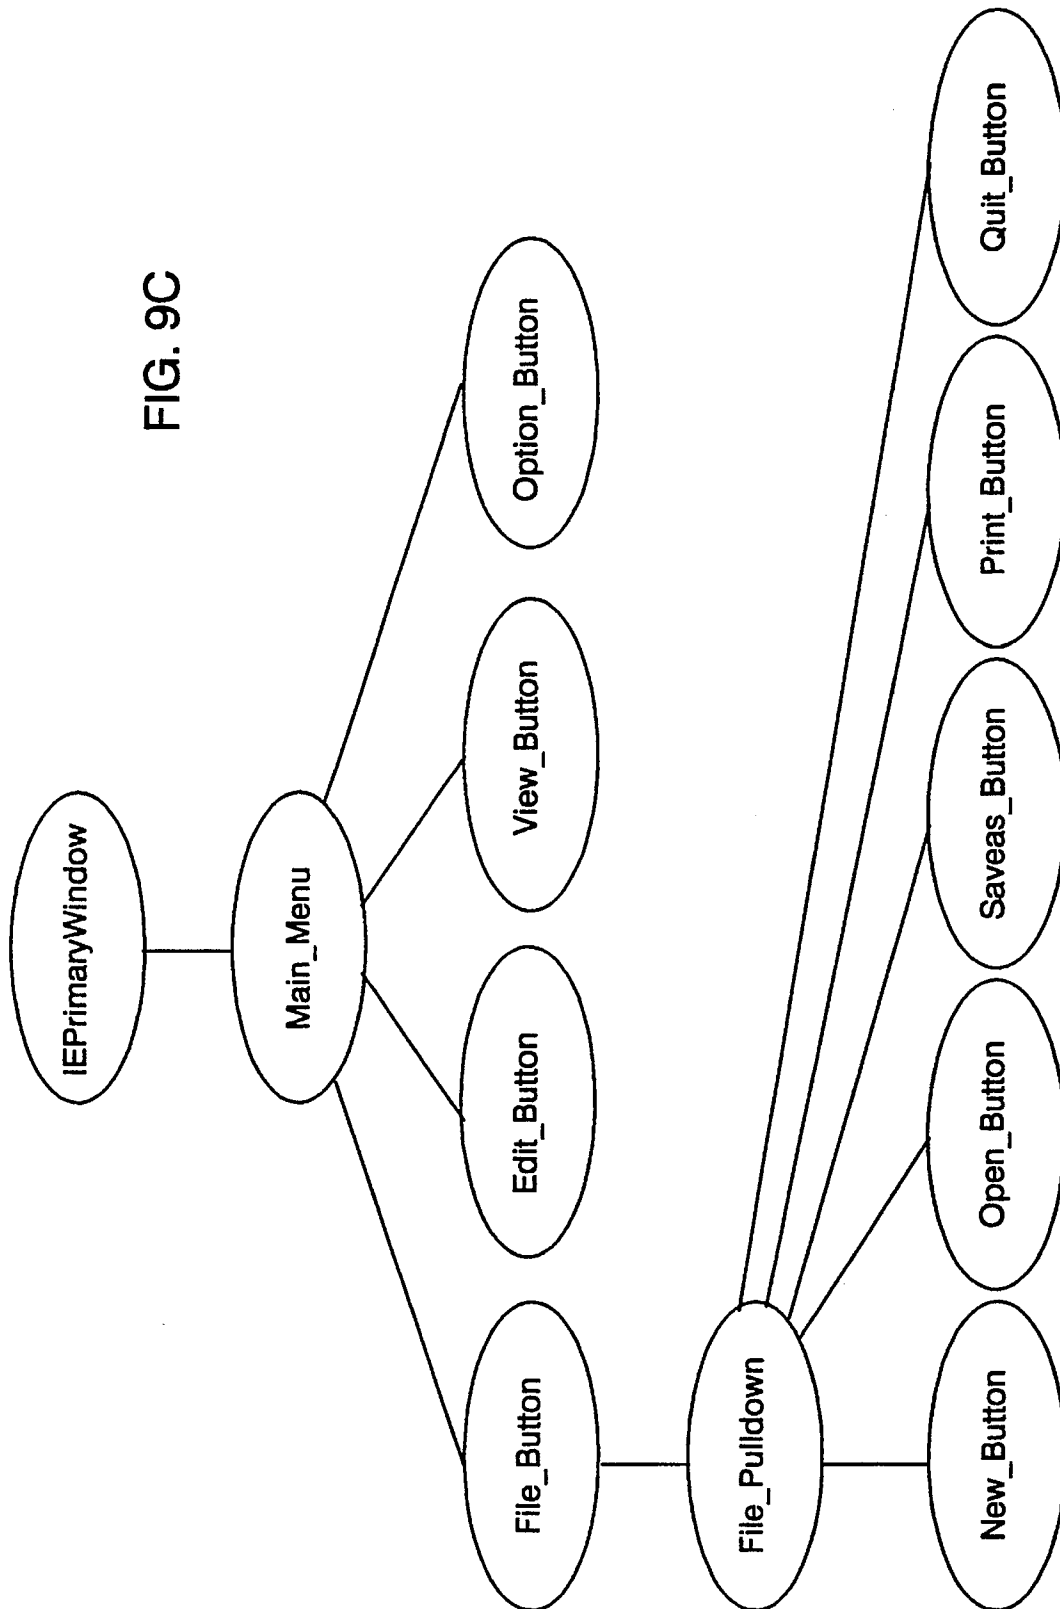 FIG. 9C
IEPrimaryWindow
Main_Menu
File_Button
Edit_Button
View_Button
Option_Button
File_Pulldown
New_Button
Open_Button
Saveas_Button
Print_Button
Quit_Button